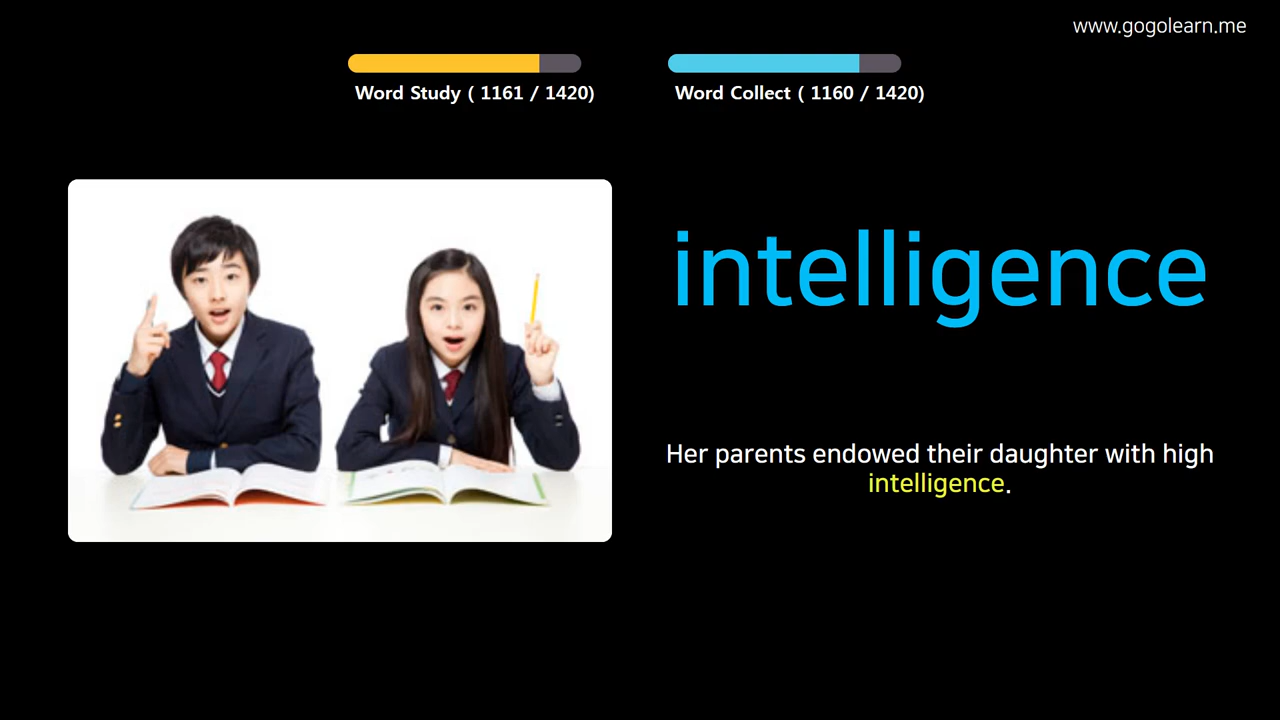 www.gogolearn.me
Word Study ( 1161 / 1420)
Word Collect ( 1160 / 1420)
intelligence
Her parents endowed their daughter with high
intelligence.